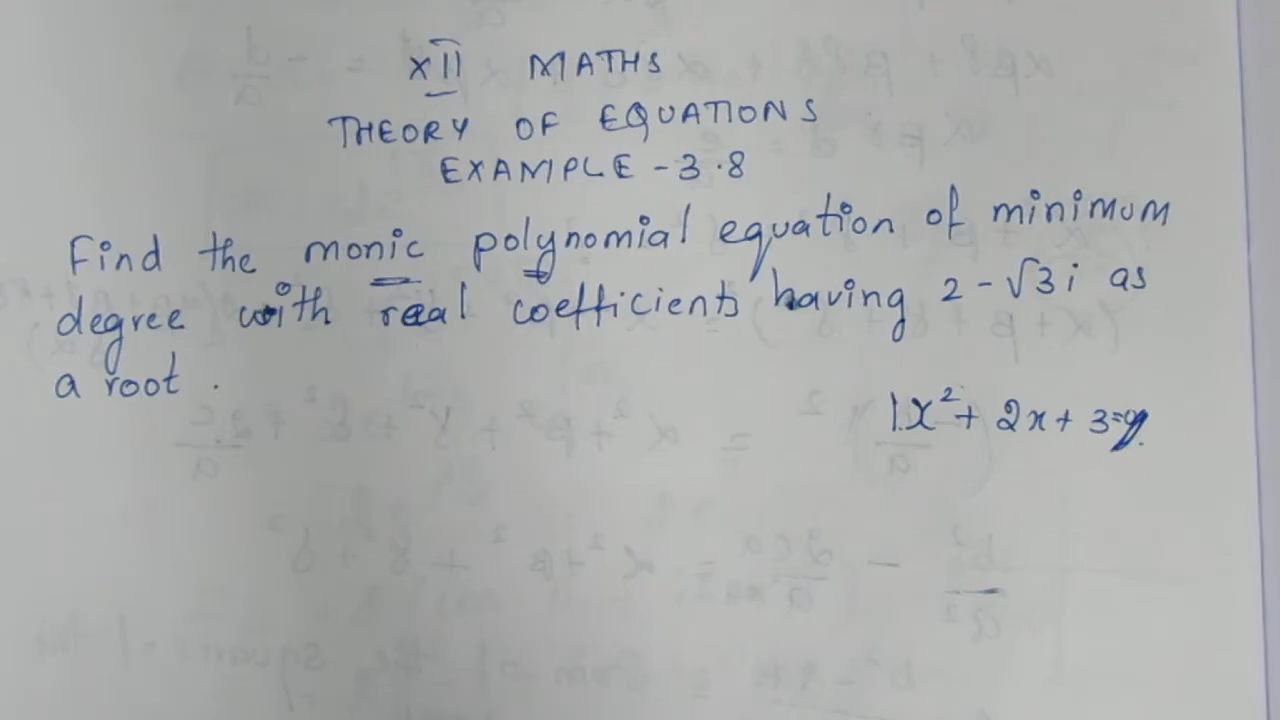 XII MATHS
THEORY OF EQUATIONS
EXAMPLE - 3.8
Find the monic polynomial equation of minimum
degree with real coefficients having 2 - √3i as
a root.
1.x² + 2x + 3 =